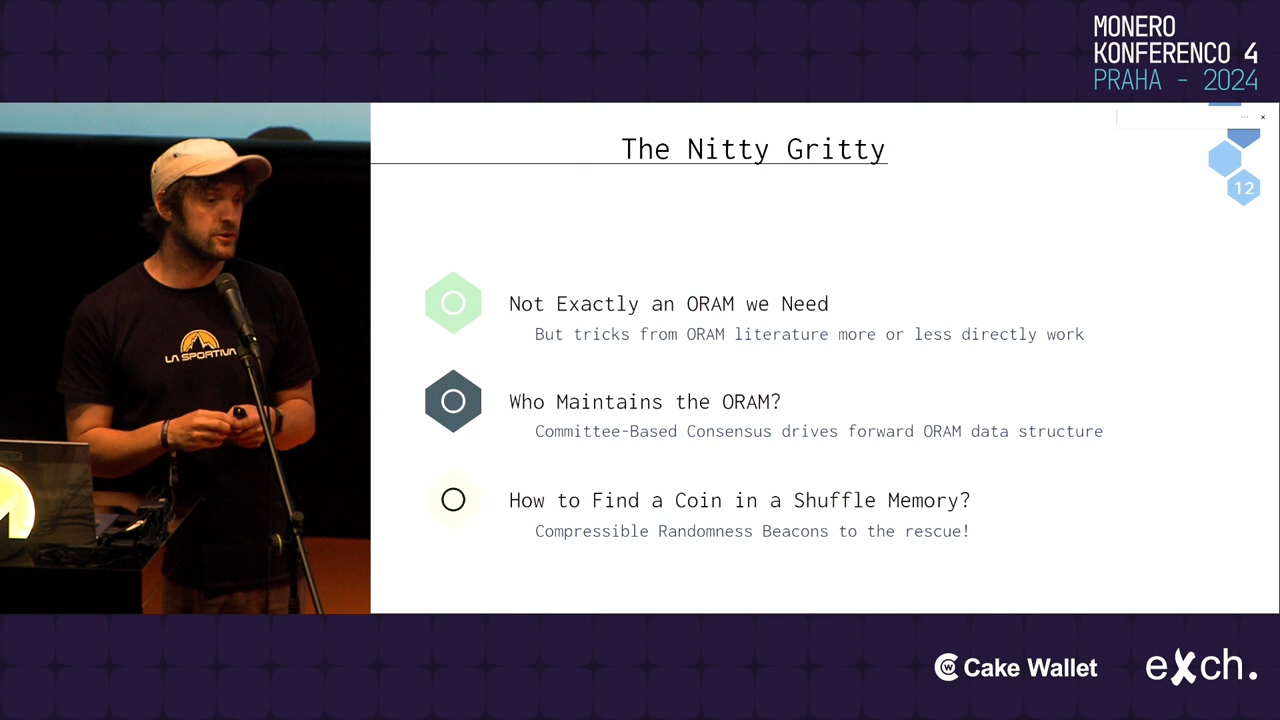 MONERO
KONFERENCO 4
PRAHA - 2024
The Nitty Gritty
12
Not Exactly an ORAM we Need
But tricks from ORAM literature more or less directly work
Who Maintains the ORAM?
Committee-Based Consensus drives forward ORAM data structure
How to Find a Coin in a Shuffle Memory?
Compressible Randomness Beacons to the rescue!
LA SPORTIVA
Cake Wallet
exch.